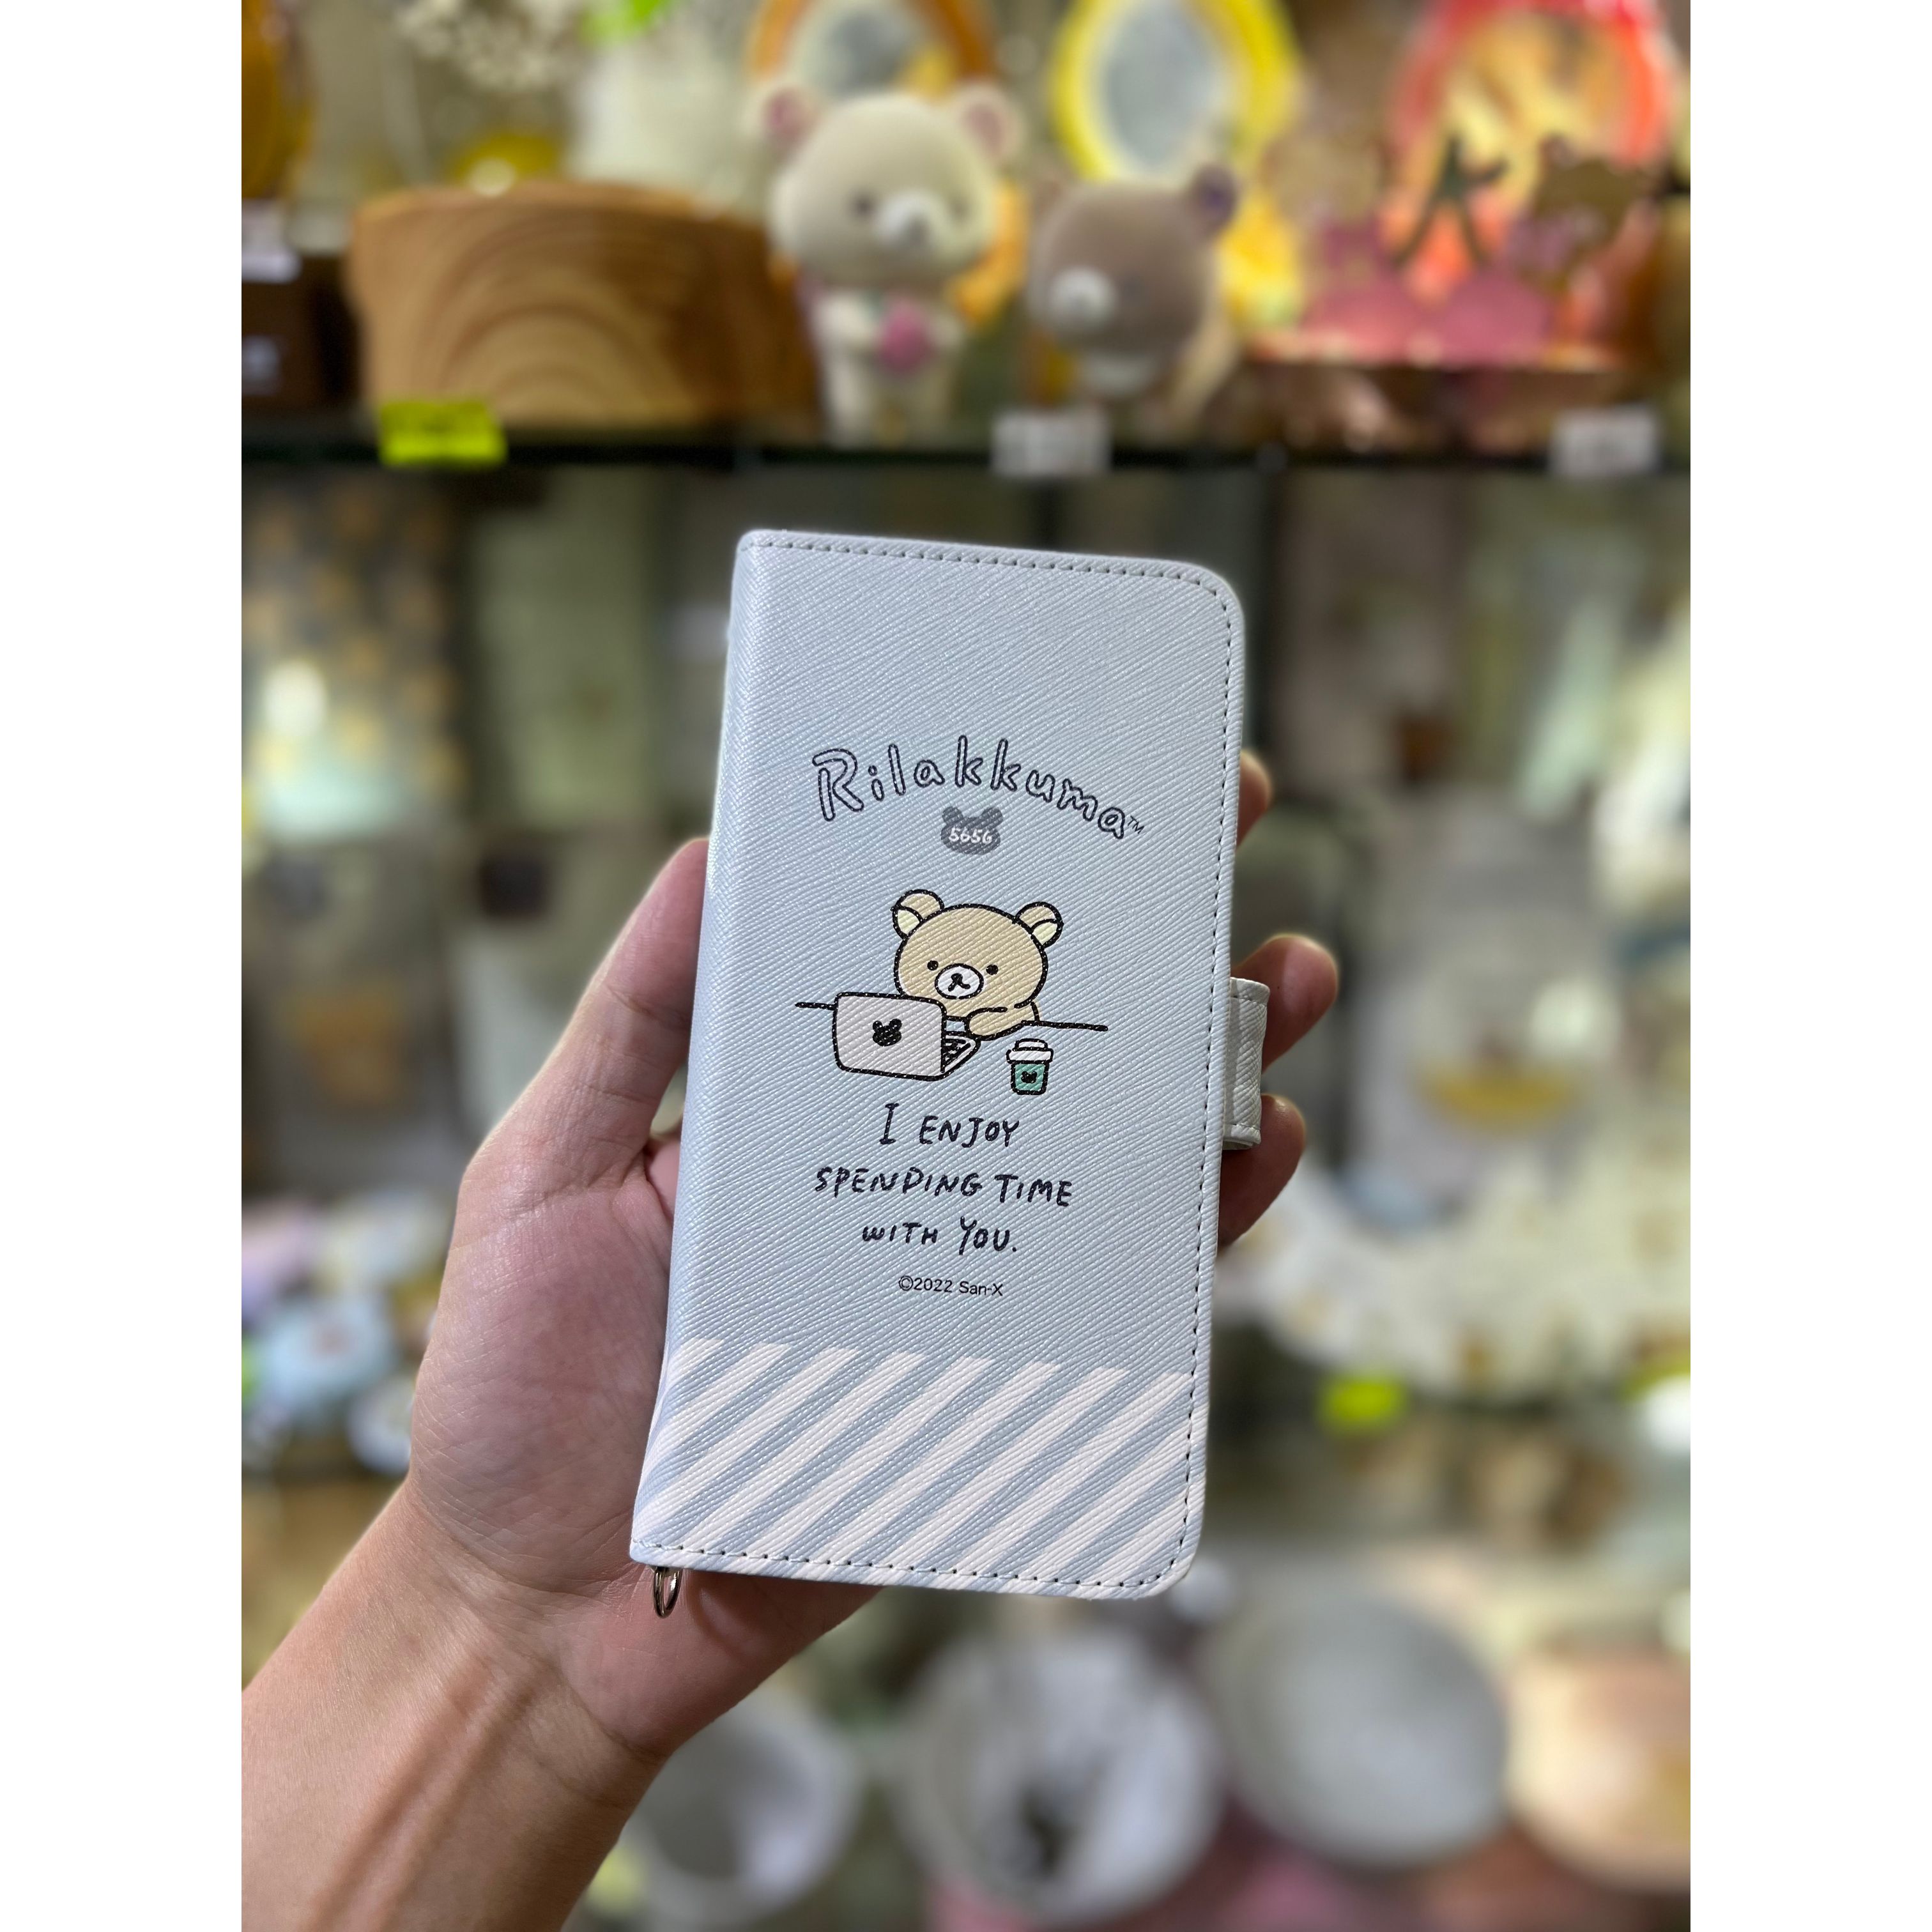 Rilakkuma™
5656
I ENJOY
SPENDING TIME
WITH YOU.
©2022 San-X